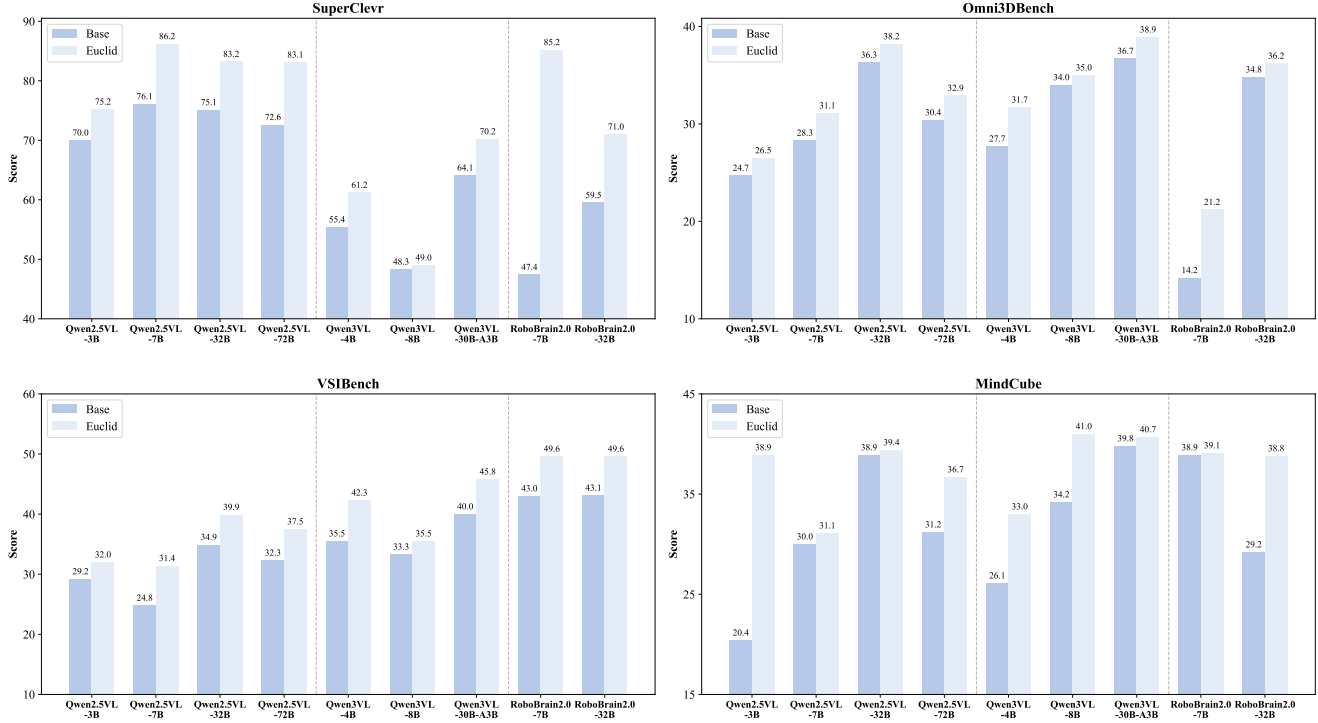 SuperClevr
Base
Euclid
Score
90
80
70
60
50
40
70.0 75.2 76.1 86.2 75.1 83.2 72.6 83.1 55.4 61.2 48.3 49.0 64.1 70.2 47.4 85.2 59.5 71.0
Qwen2.5VL Qwen2.5VL Qwen2.5VL Qwen2.5VL Qwen3VL Qwen3VL Qwen3VL RoboBrain2.0 RoboBrain2.0
-3B -7B -32B -72B -4B -8B -30B-A3B -7B -32B
Omni3DBench
Base
Euclid
Score
40
30
20
10
24.7 26.5 28.3 31.1 36.3 38.2 30.4 32.9 27.7 31.7 34.0 35.0 36.7 38.9 14.2 21.2 34.8 36.2
Qwen2.5VL Qwen2.5VL Qwen2.5VL Qwen2.5VL Qwen3VL Qwen3VL Qwen3VL RoboBrain2.0 RoboBrain2.0
-3B -7B -32B -72B -4B -8B -30B-A3B -7B -32B
VSIBench
Base
Euclid
Score
60
50
40
30
20
10
29.2 32.0 24.8 31.4 34.9 39.9 32.3 37.5 35.5 42.3 33.3 35.5 40.0 45.8 43.0 49.6 43.1 49.6
Qwen2.5VL Qwen2.5VL Qwen2.5VL Qwen2.5VL Qwen3VL Qwen3VL Qwen3VL RoboBrain2.0 RoboBrain2.0
-3B -7B -32B -72B -4B -8B -30B-A3B -7B -32B
MindCube
Base
Euclid
Score
45
35
25
15
20.4 38.9 30.0 31.1 38.9 39.4 31.2 36.7 26.1 33.0 34.2 41.0 39.8 40.7 38.9 39.1 29.2 38.8
Qwen2.5VL Qwen2.5VL Qwen2.5VL Qwen2.5VL Qwen3VL Qwen3VL Qwen3VL RoboBrain2.0 RoboBrain2.0
-3B -7B -32B -72B -4B -8B -30B-A3B -7B -32B